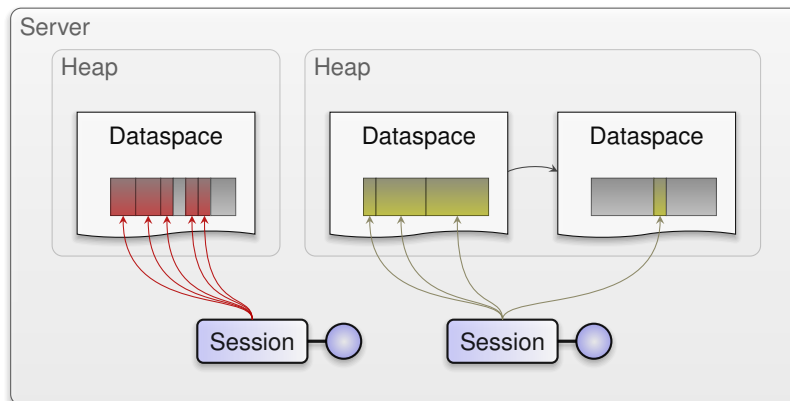 Server
Heap
Heap
Dataspace
Dataspace
Dataspace
Session
Session